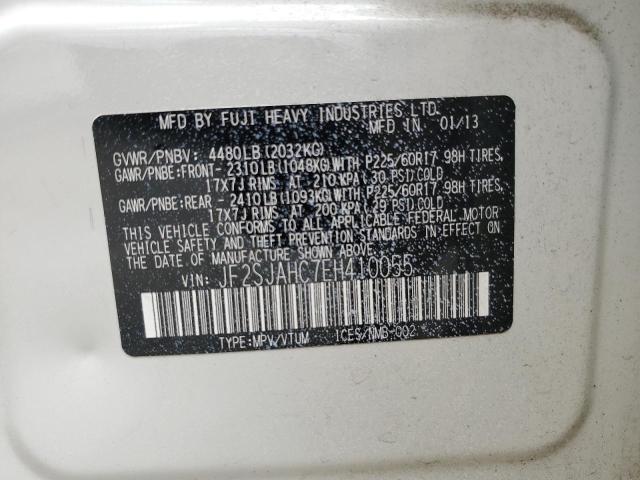 MFD BY FUJI HEAVY INDUSTRIES LTD.
MFD IN 01/13
GVWR/PNBV: 4480LB (2032KG)
GAWR/PNBE:FRONT- 2310LB (1048KG)WITH P225/60R17 98H TIRES,
17X7J RIMS AT 210 KPA (30 PSI)COLD
GAWR/PNBE:REAR - 2410LB (1093KG)WITH P225/60R17 98H TIRES,
17X7J RIMS AT 200 KPA (29 PSI)COLD
THIS VEHICLE CONFORMS TO ALL APPLICABLE FEDERAL MOTOR
VEHICLE SAFETY AND THEFT PREVENTION STANDARDS IN EFFECT ON
THE DATE OF MANUFACTURE SHOWN ABOVE.
VIN: JF2SJAHC7EH410055
TYPE:MPV/VTUM ICES/NMB-002